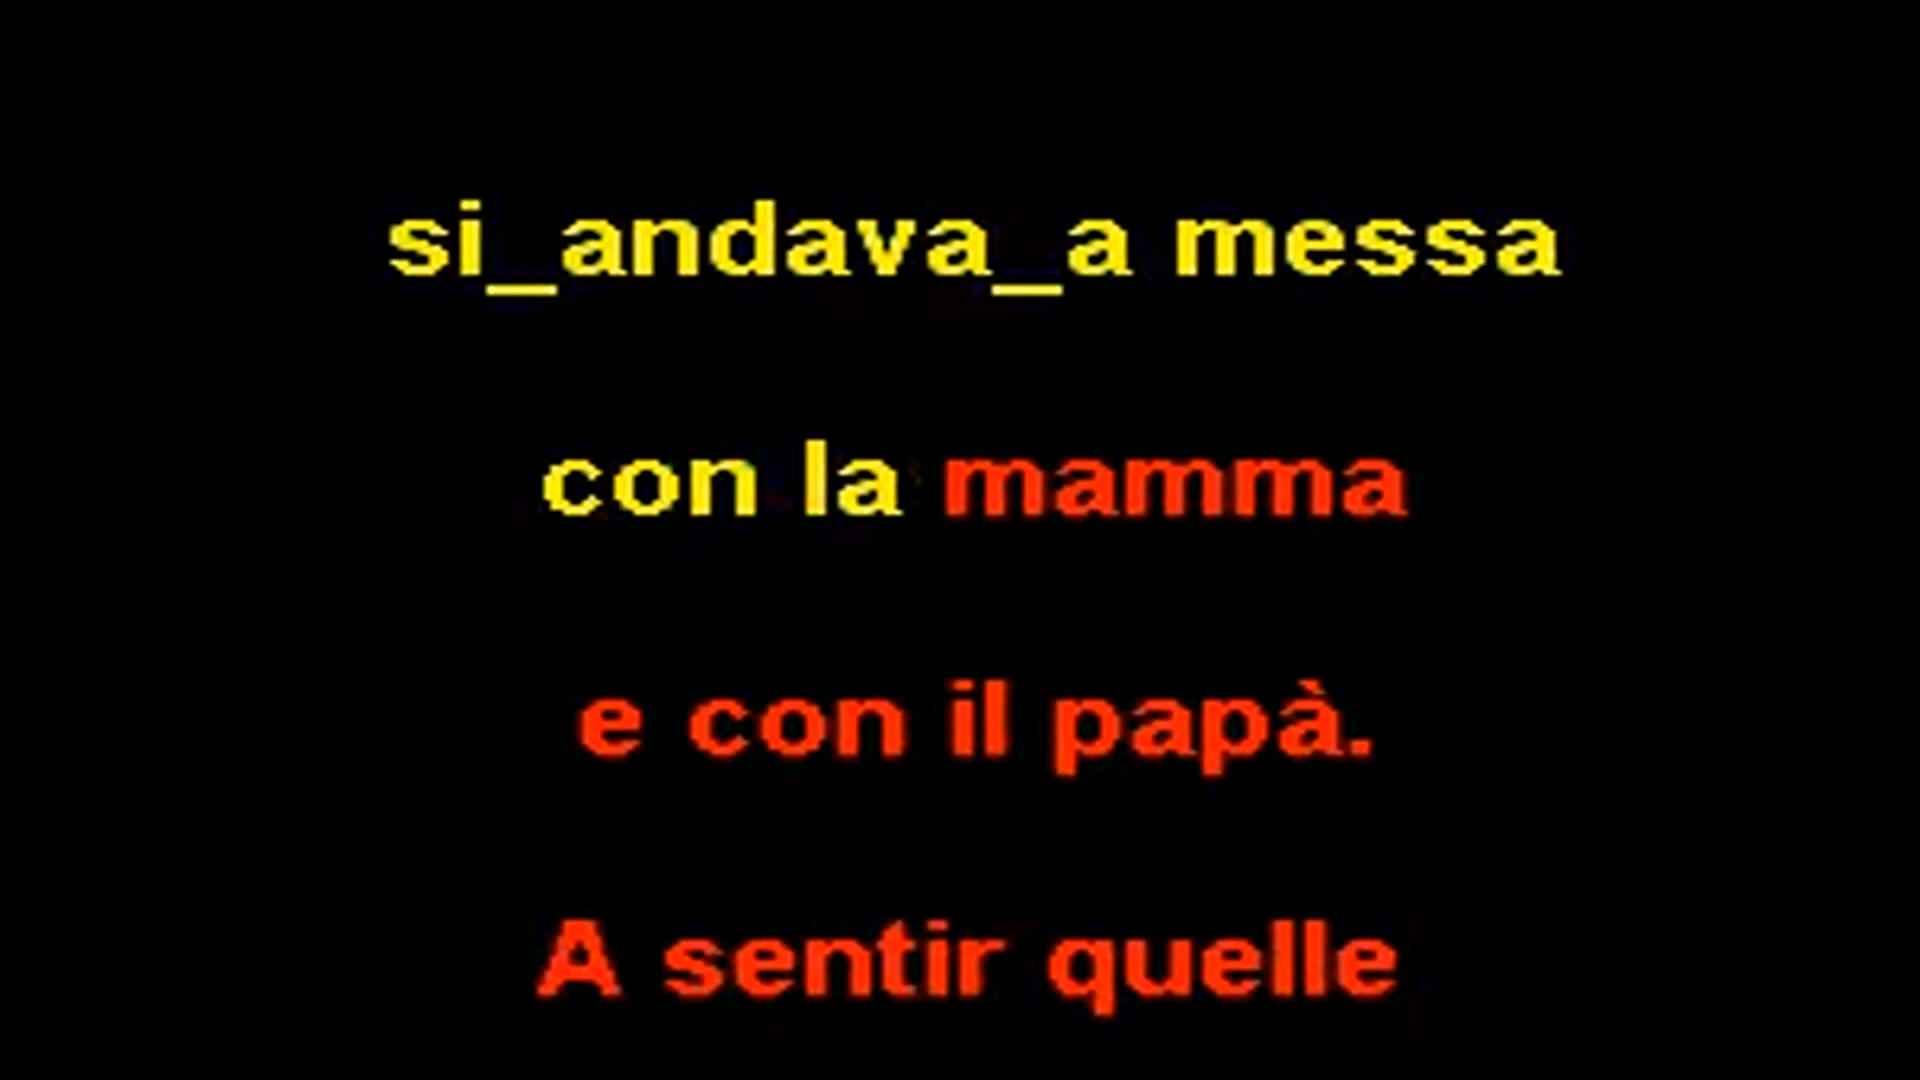 si_andava_a messa
con la mamma
e con il papà.
A sentir quelle